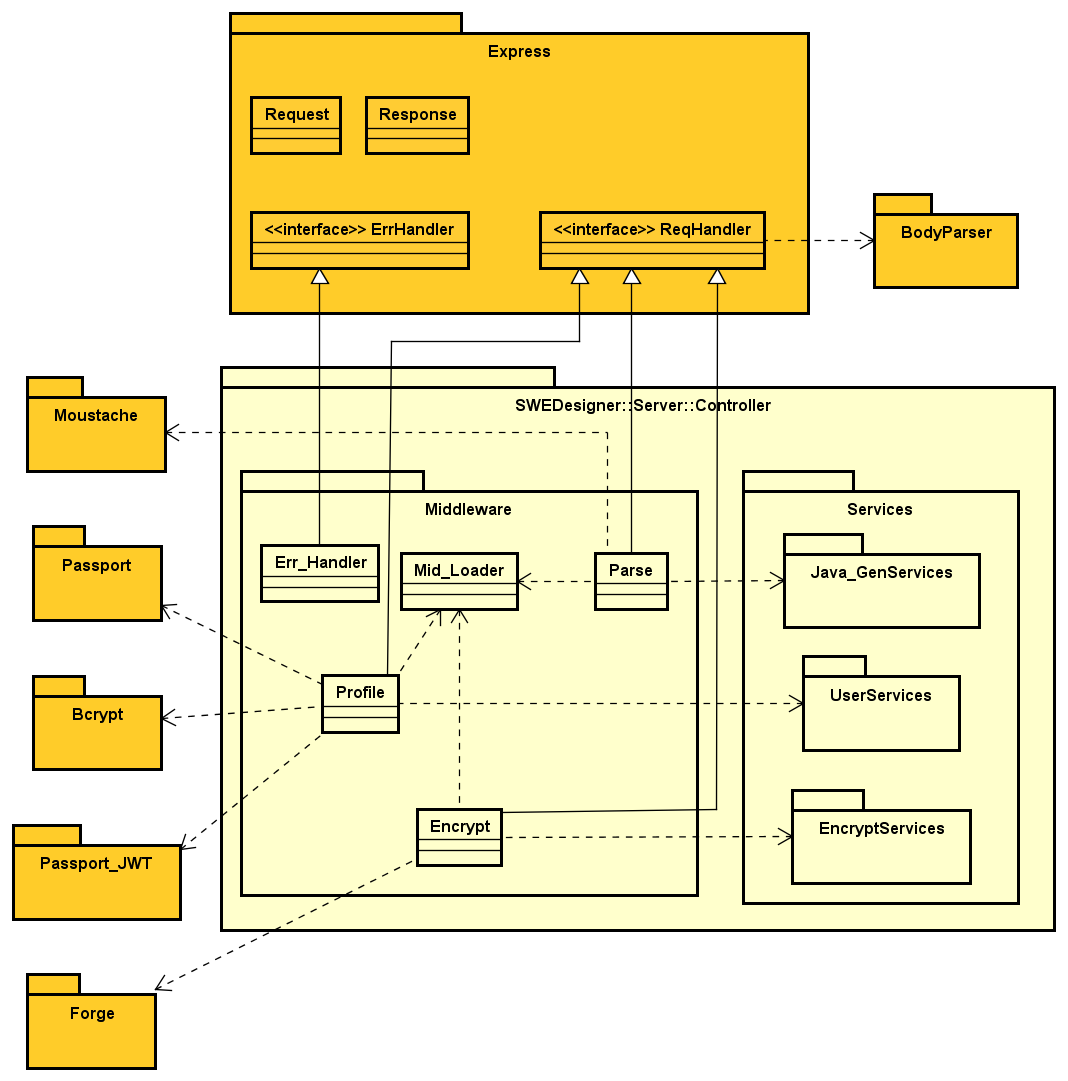 Express
Request
Response
<<interface>> ErrHandler
<<interface>> ReqHandler
BodyParser
SWEDesigner::Server::Controller
Moustache
Middleware
Services
Err_Handler
Mid_Loader
Parse
Java_GenServices
Passport
Profile
UserServices
Bcrypt
Encrypt
EncryptServices
Passport_JWT
Forge